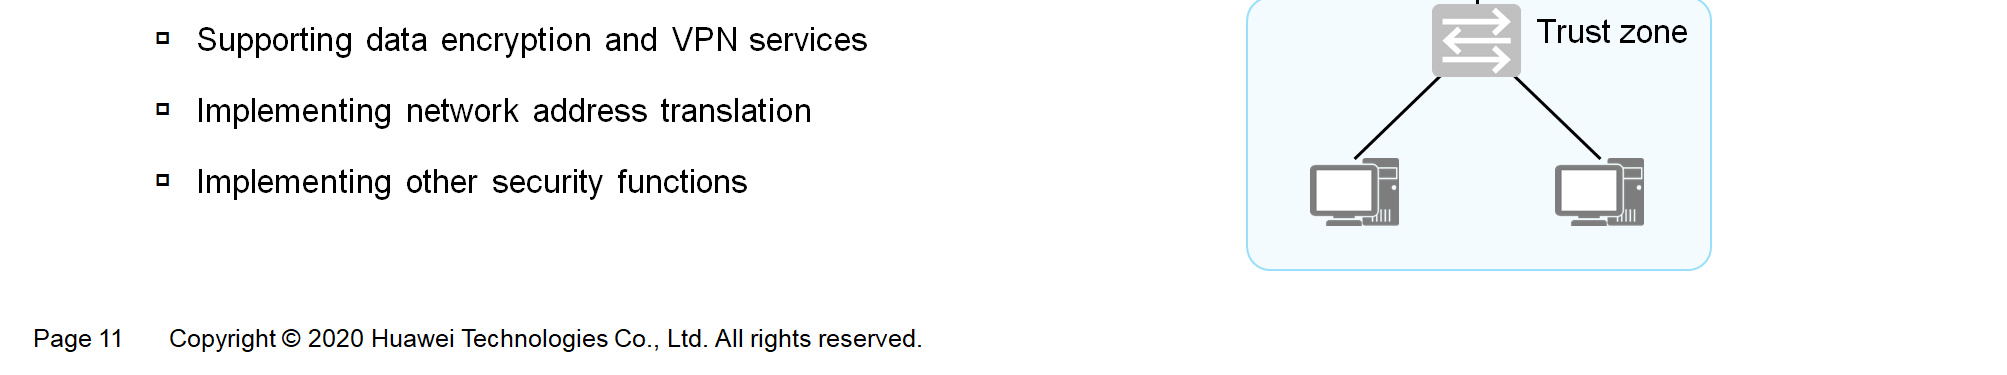 Supporting data encryption and VPN services
Implementing network address translation
Implementing other security functions
Trust zone
Page 11 Copyright © 2020 Huawei Technologies Co., Ltd. All rights reserved.